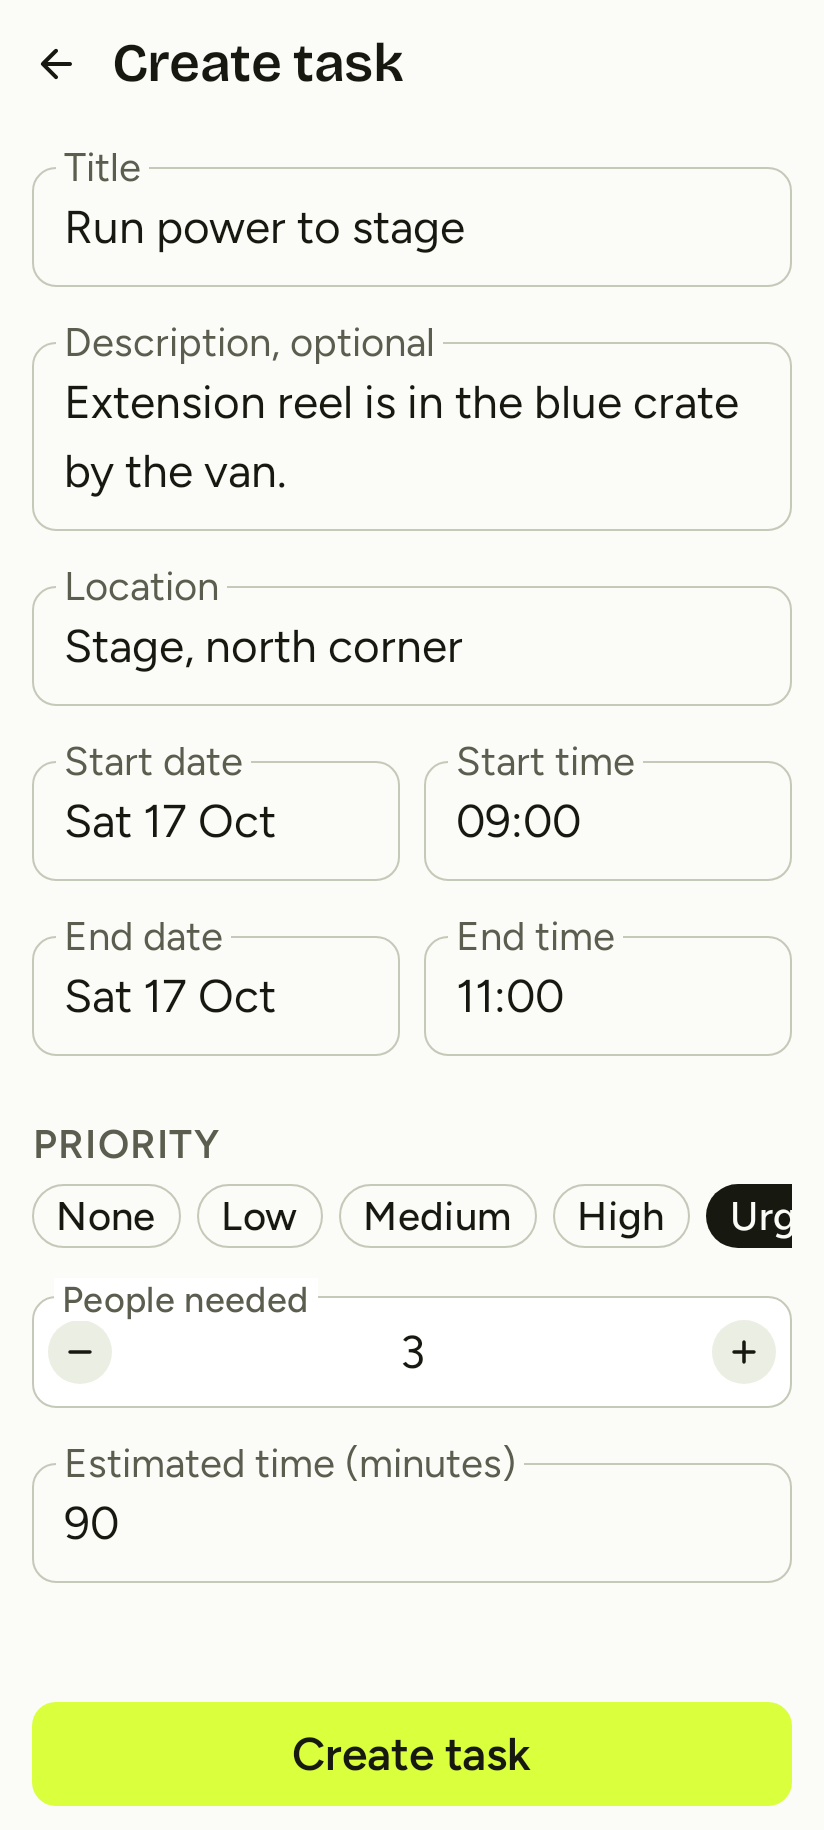 Create task
Title
Run power to stage
Description, optional
Extension reel is in the blue crate
by the van.
Location
Stage, north corner
Start date
Start time
Sat 17 Oct
09:00
End date
End time
Sat 17 Oct
11:00
PRIORITY
None
Low
Medium
High
Urg
People needed
3
Estimated time (minutes)
90
Create task